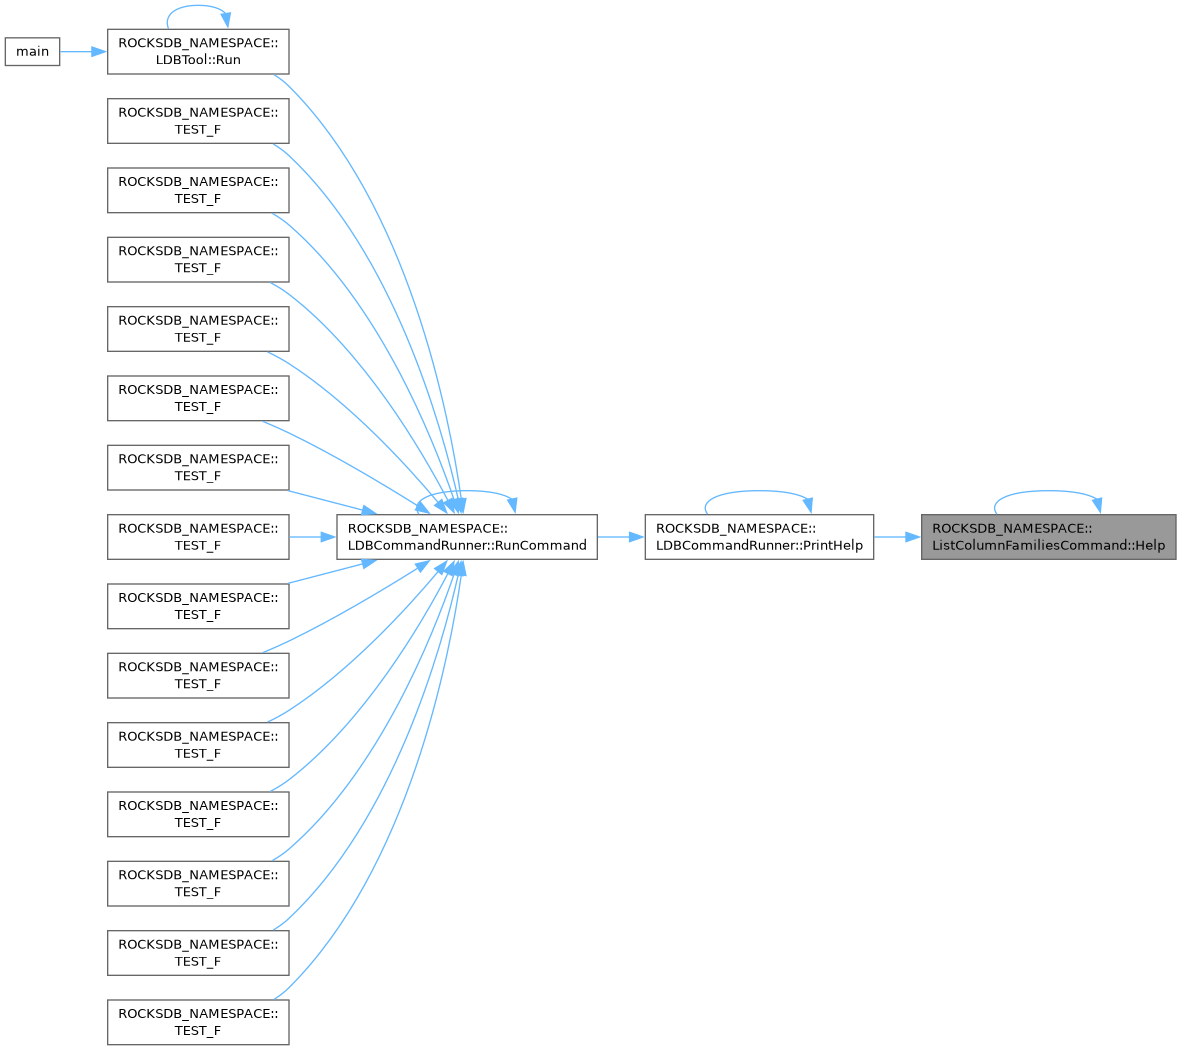 ROCKSDB_NAMESPACE::
LDBTool::Run
main
ROCKSDB_NAMESPACE::
TEST_F
ROCKSDB_NAMESPACE::
TEST_F
ROCKSDB_NAMESPACE::
TEST_F
ROCKSDB_NAMESPACE::
TEST_F
ROCKSDB_NAMESPACE::
TEST_F
ROCKSDB_NAMESPACE::
TEST_F
ROCKSDB_NAMESPACE::
TEST_F
ROCKSDB_NAMESPACE::
LDBCommandRunner::RunCommand
ROCKSDB_NAMESPACE::
LDBCommandRunner::PrintHelp
ROCKSDB_NAMESPACE::
ListColumnFamiliesCommand::Help
ROCKSDB_NAMESPACE::
TEST_F
ROCKSDB_NAMESPACE::
TEST_F
ROCKSDB_NAMESPACE::
TEST_F
ROCKSDB_NAMESPACE::
TEST_F
ROCKSDB_NAMESPACE::
TEST_F
ROCKSDB_NAMESPACE::
TEST_F
ROCKSDB_NAMESPACE::
TEST_F